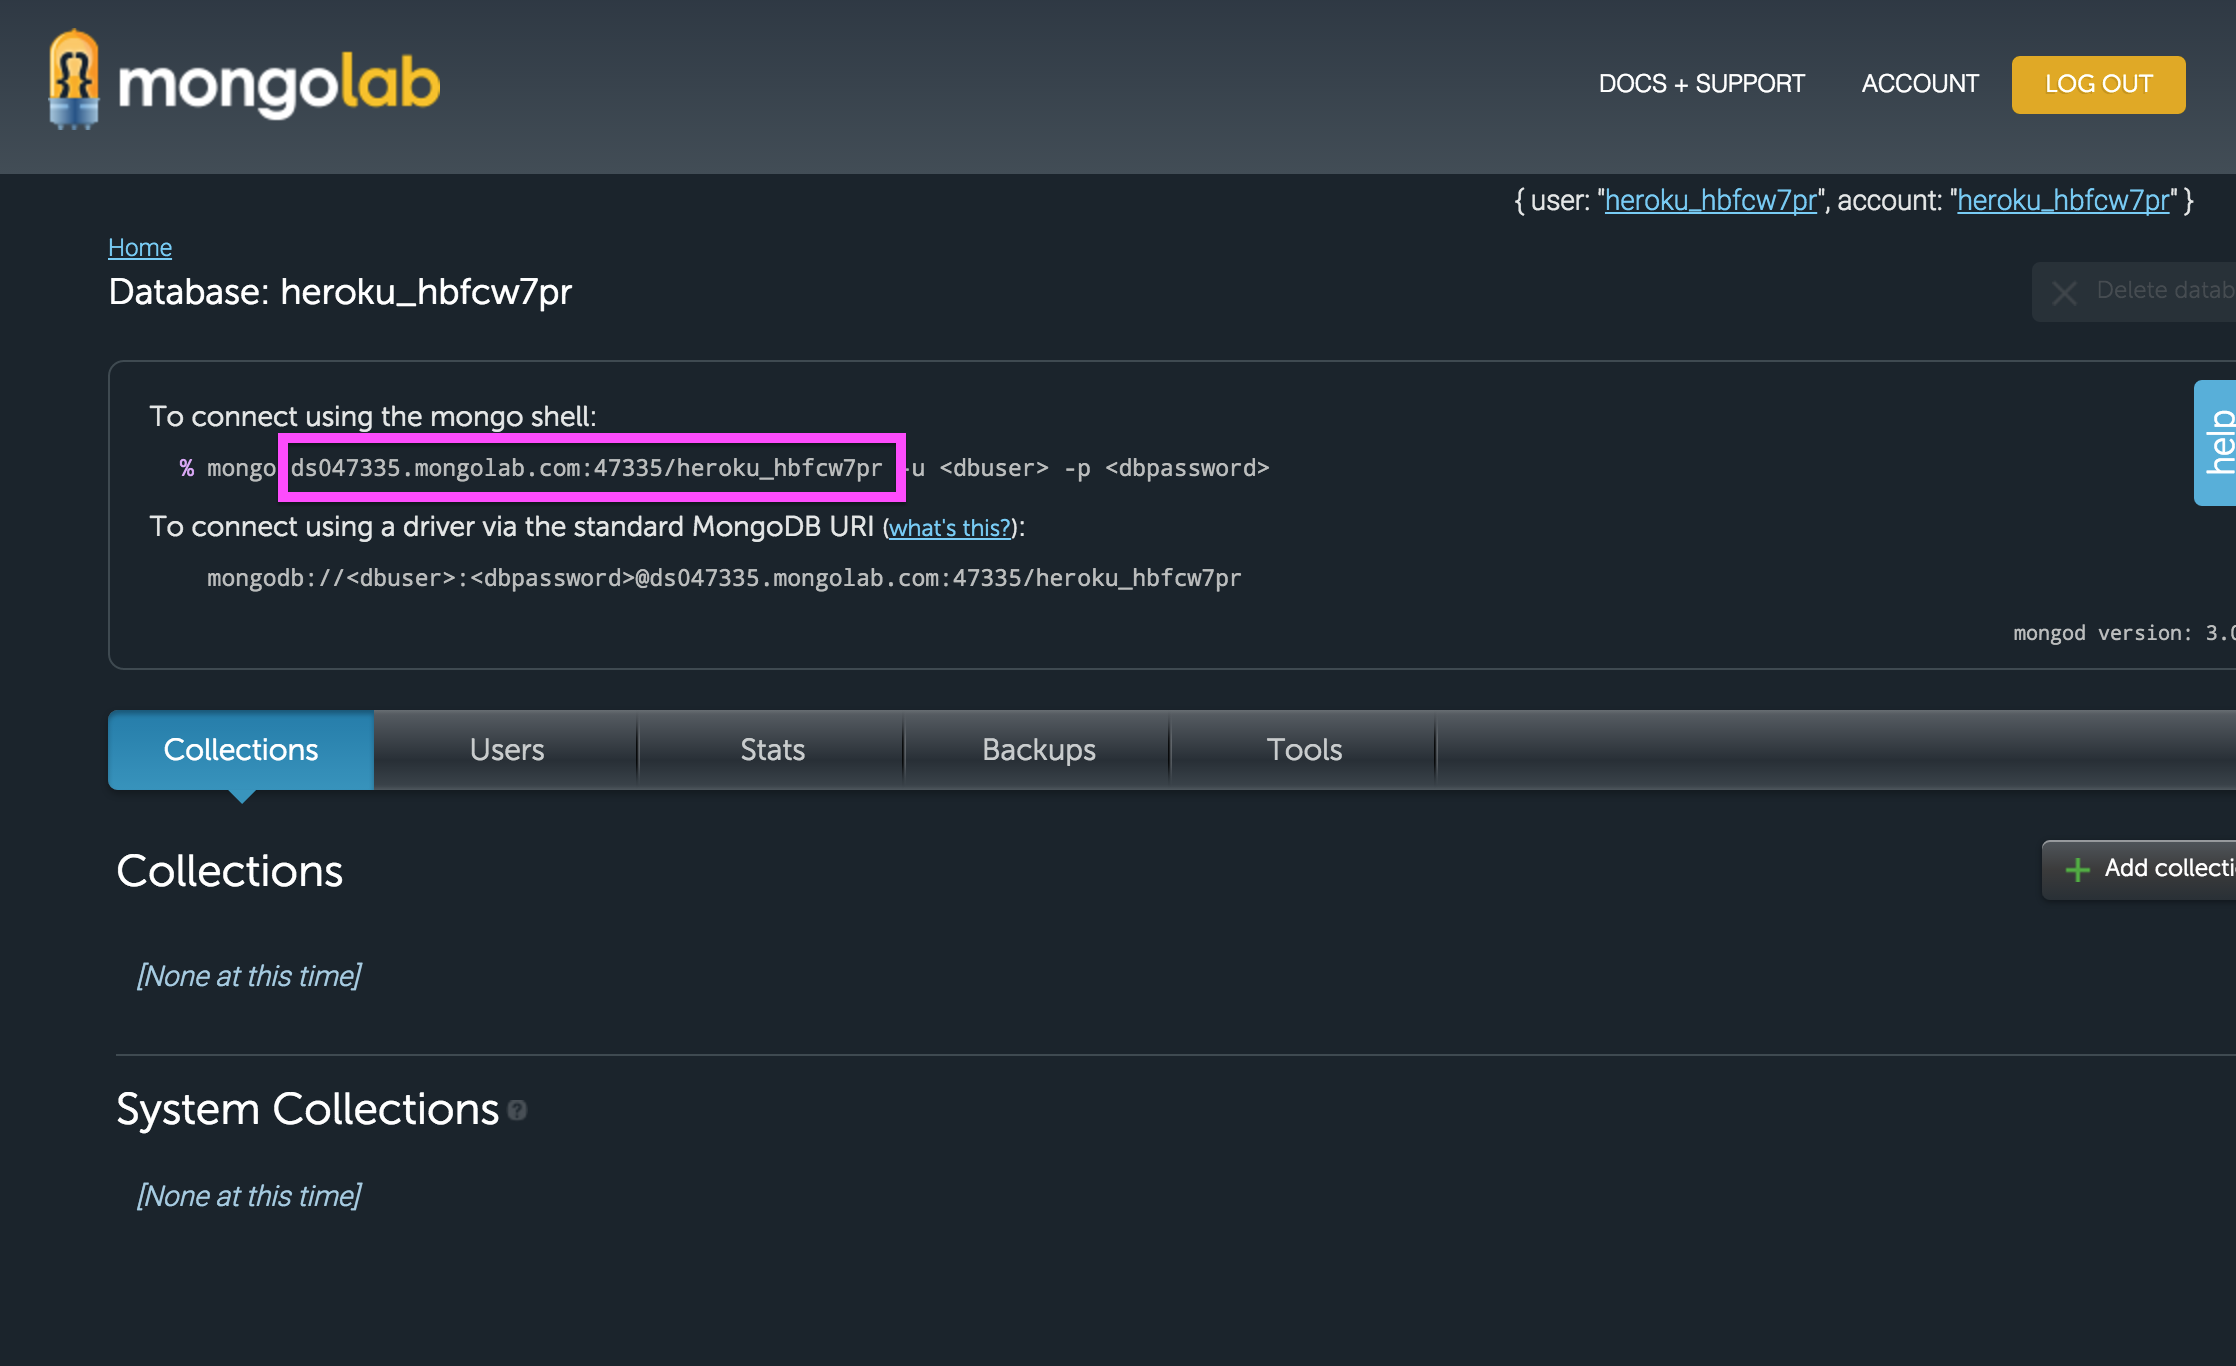 mongolab
DOCS + SUPPORT ACCOUNT LOG OUT
{ user: "heroku_hbfcw7pr", account: "heroku_hbfcw7pr" }
Home
Database: heroku_hbfcw7pr
Delete datab
To connect using the mongo shell:
% mongo ds047335.mongolab.com:47335/heroku_hbfcw7pr -u <dbuser> -p <dbpassword>
help
To connect using a driver via the standard MongoDB URI (what's this?):
mongodb://<dbuser>:<dbpassword>@ds047335.mongolab.com:47335/heroku_hbfcw7pr
mongod version: 3.0
Collections Users Stats Backups Tools
Collections
Add collecti
[None at this time]
System Collections ?
[None at this time]